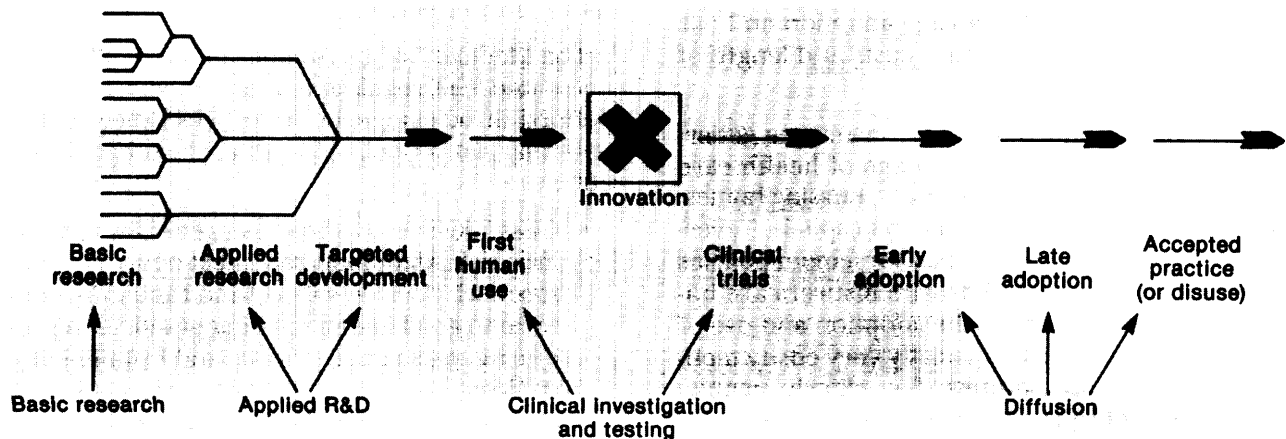 Innovation
Basic
research
Applied
research
Targeted
development
First
human
use
Clinical
trials
Early
adoption
Late
adoption
Accepted
practice
(or disuse)
Basic research
Applied R&D
Clinical investigation
and testing
Diffusion